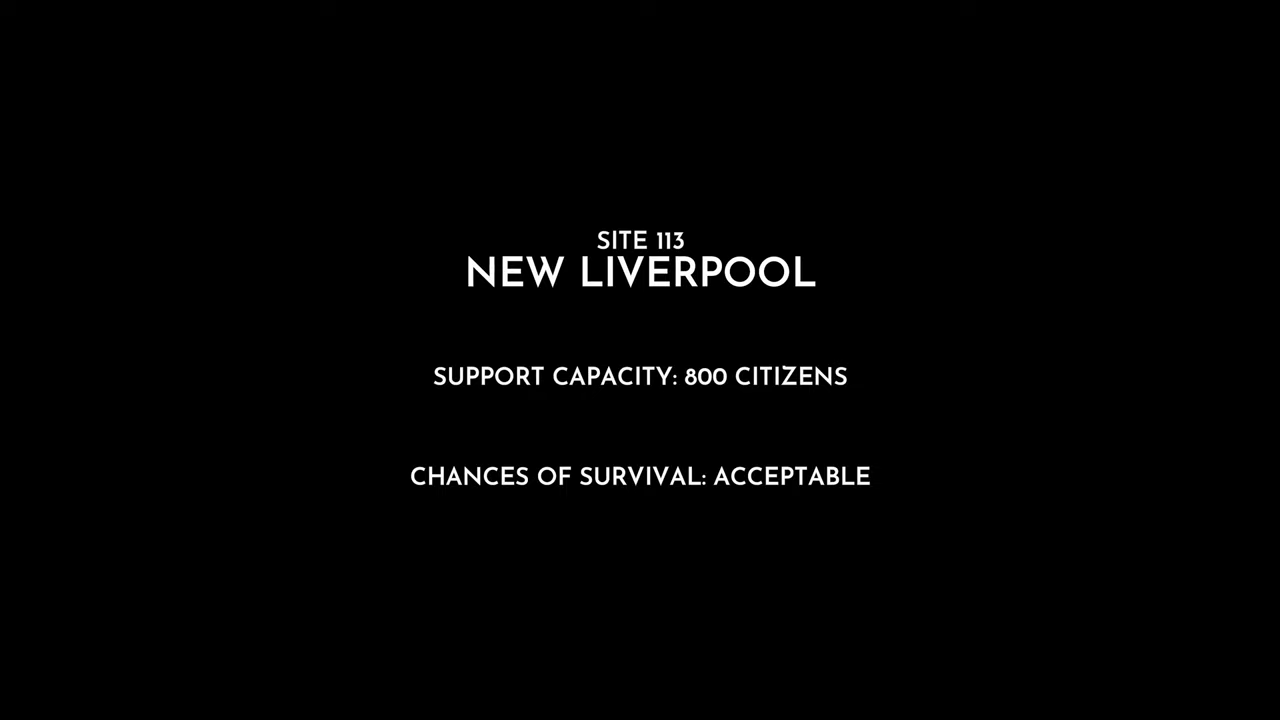 SITE 113
NEW LIVERPOOL
SUPPORT CAPACITY: 800 CITIZENS
CHANCES OF SURVIVAL: ACCEPTABLE